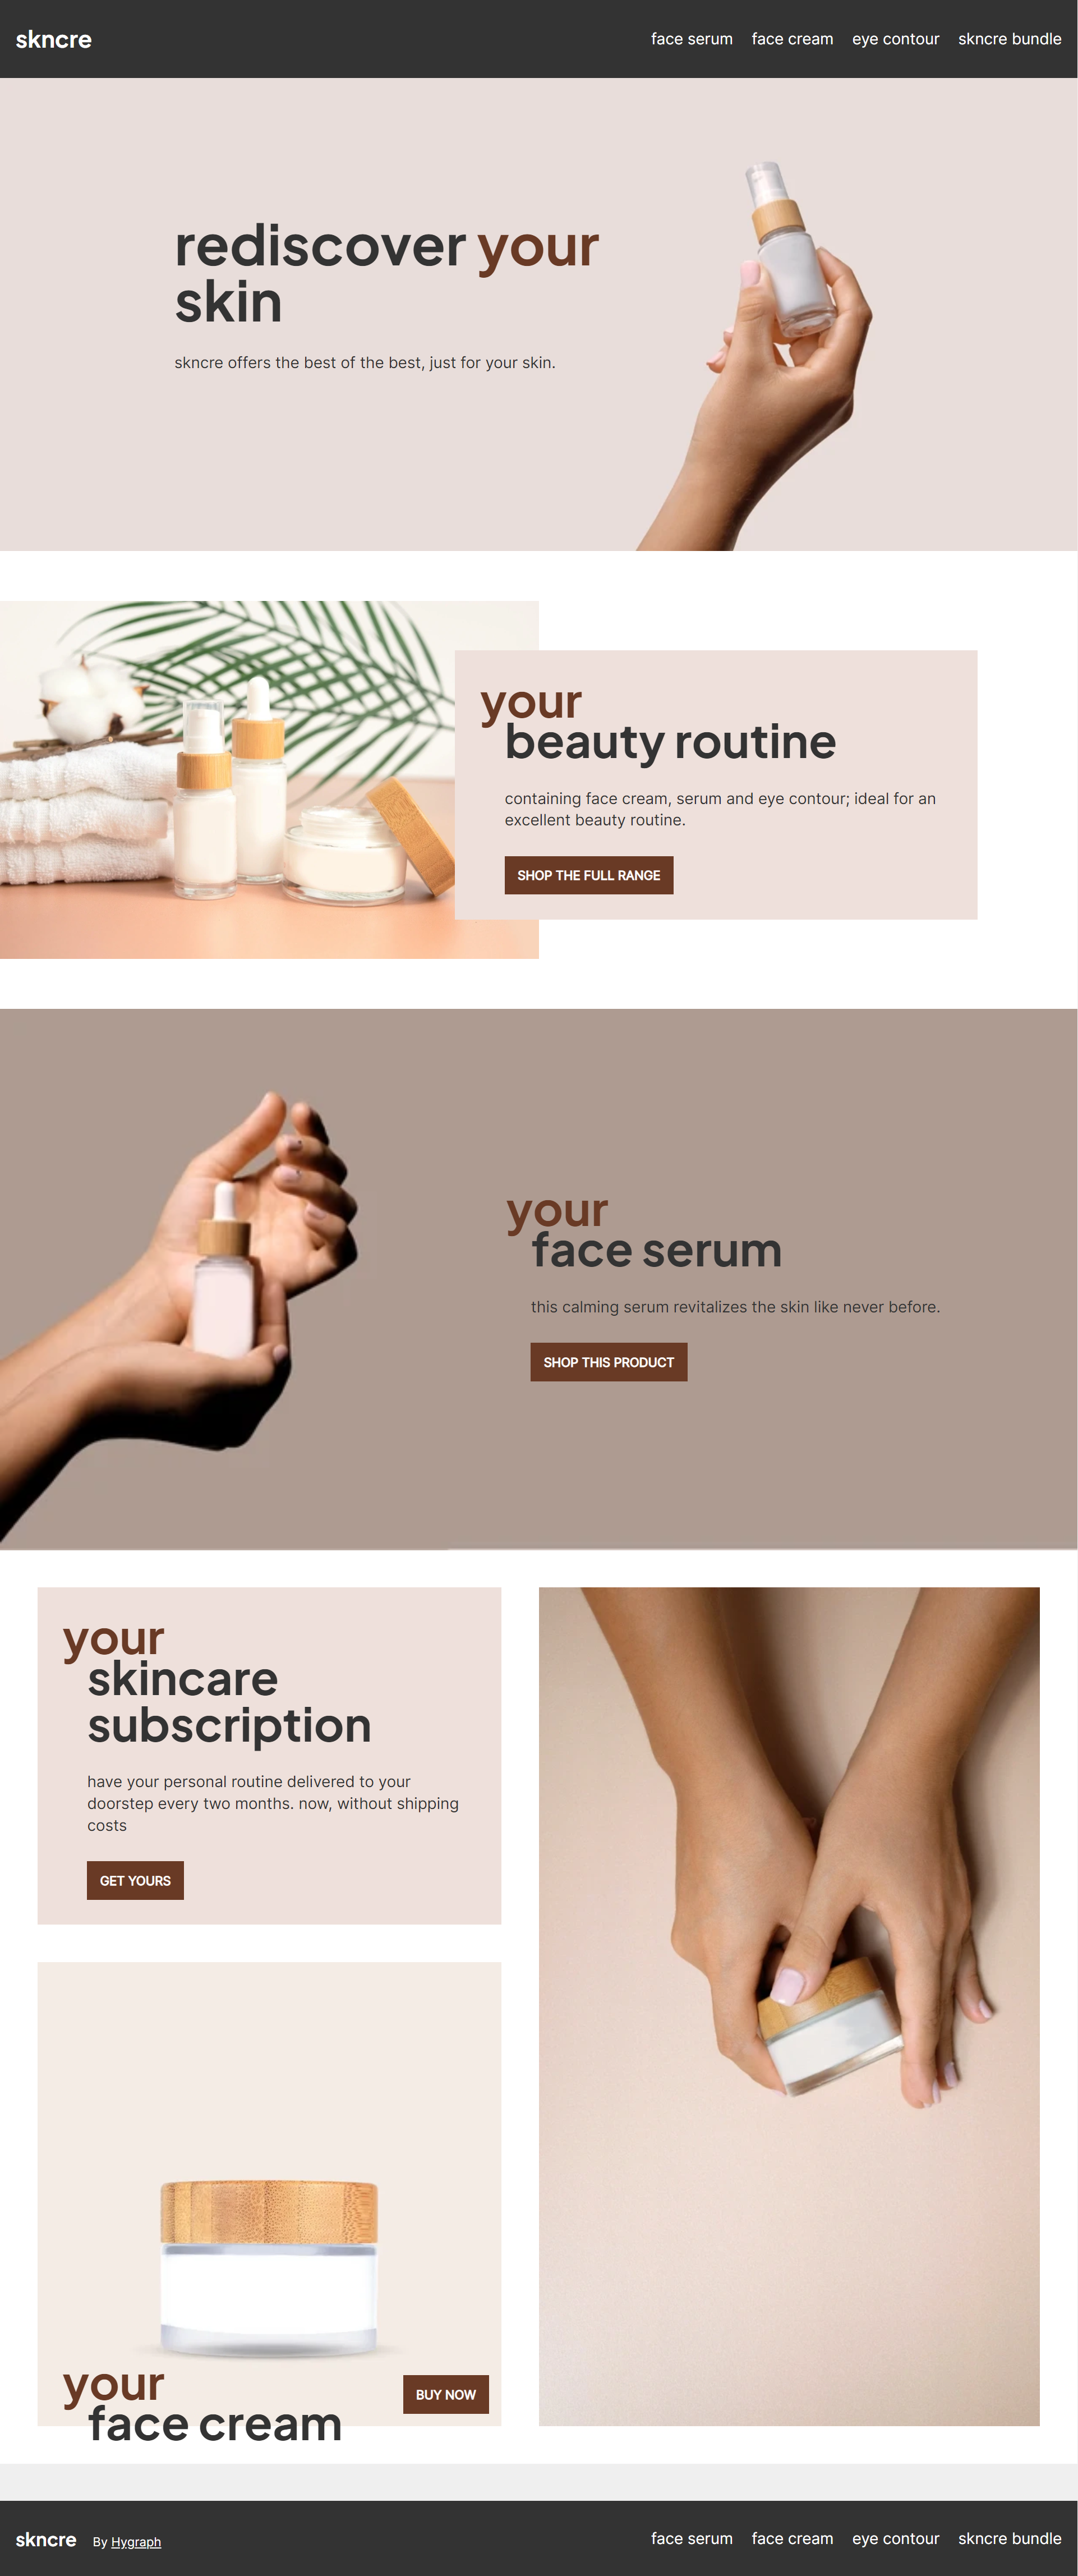 skncre
face serum face cream eye contour skncre bundle
rediscover your
skin
skncre offers the best of the best, just for your skin.
your
beauty routine
containing face cream, serum and eye contour; ideal for an
excellent beauty routine.
SHOP THE FULL RANGE
your
face serum
this calming serum revitalizes the skin like never before.
SHOP THIS PRODUCT
your
skincare
subscription
have your personal routine delivered to your
doorstep every two months. now, without shipping
costs
GET YOURS
your
face cream
BUY NOW
skncre By Hygraph
face serum face cream eye contour skncre bundle